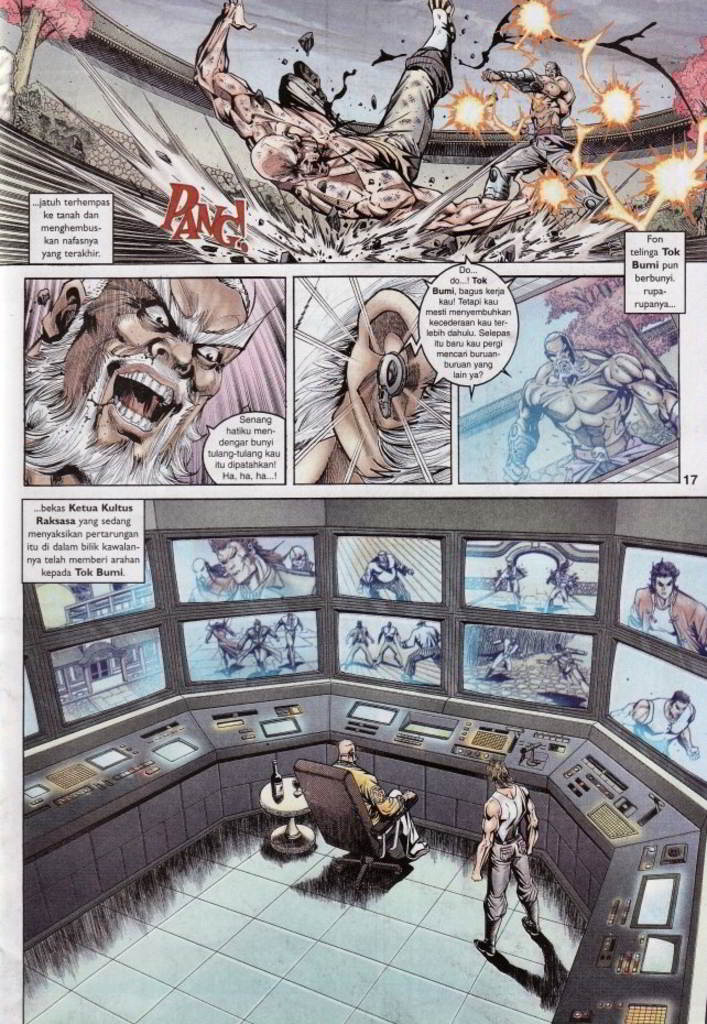 PANG!
...jatuh terhempas
ke tanah dan
menghembus-
kan nafasnya
yang terakhir.
Fon
telinga Tok
Bumi pun
berbunyi.
rupa-
rupanya...
Senang
hatiku men-
dengar bunyi
tulang-tulang kau
itu dipatahkan!
Ha, ha, ha...!
Do...
do...! Tok
Bumi, bagus kerja
kau! Tetapi kau
mesti menyembuhkan
kecederaan kau ter-
lebih dahulu. Selepas
itu baru kau pergi
mencari buruan-
buruan yang
lain ya?
17
...bekas Ketua Kultus
Raksasa yang sedang
menyaksikan pertarungan
itu di dalam bilik kawalan-
nya telah memberi arahan
kepada Tok Bumi.